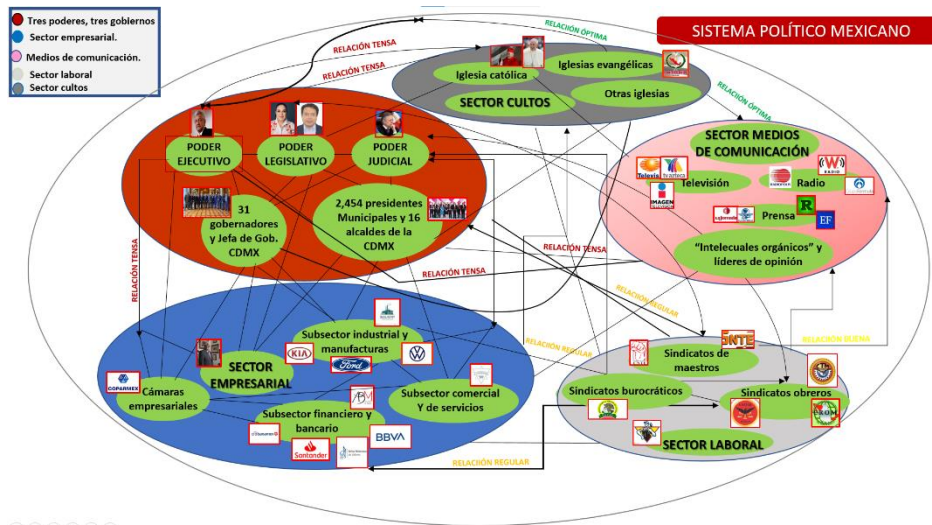 SISTEMA POLÍTICO MEXICANO
Tres poderes, tres gobiernos
Sector empresarial.
Medios de comunicación.
Sector laboral
Sector cultos
RELACIÓN TENSA
RELACIÓN TENSA
RELACIÓN ÓPTIMA
RELACIÓN ÓPTIMA
Iglesia católica
Iglesias evangélicas
SECTOR CULTOS
Otras iglesias
PODER
EJECUTIVO
PODER
LEGISLATIVO
PODER
JUDICIAL
31
gobernadores
y Jefa de Gob.
CDMX
2,454 presidentes
Municipales y 16
alcaldes de la
CDMX
SECTOR MEDIOS
DE COMUNICACIÓN
Televisión
Radio
W
RADIO
IMAGEN
Prensa
R
EF
“Intelecuales orgánicos” y
líderes de opinión
RELACIÓN TENSA
RELACIÓN TENSA
RELACIÓN TENSA
RELACIÓN REGULAR
RELACIÓN REGULAR
RELACIÓN BUENA
Subsector industrial y
manufacturas
KIA
Ford
SECTOR
EMPRESARIAL
COPARMEX
Cámaras
empresariales
Subsector comercial
Y de servicios
Subsector financiero y
bancario
ABM
Santander
BBVA
RELACIIÓN REGULAR
SNTE
Sindicatos de
maestros
Sindicatos burocráticos
Sindicatos obreros
SECTOR LABORAL